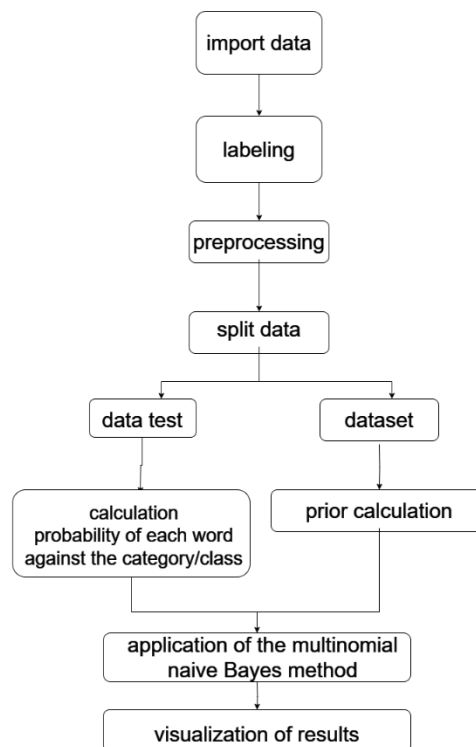 import data
labeling
preprocessing
split data
data test
dataset
calculation
probability of each word
against the category/class
prior calculation
application of the multinomial
naive Bayes method
visualization of results